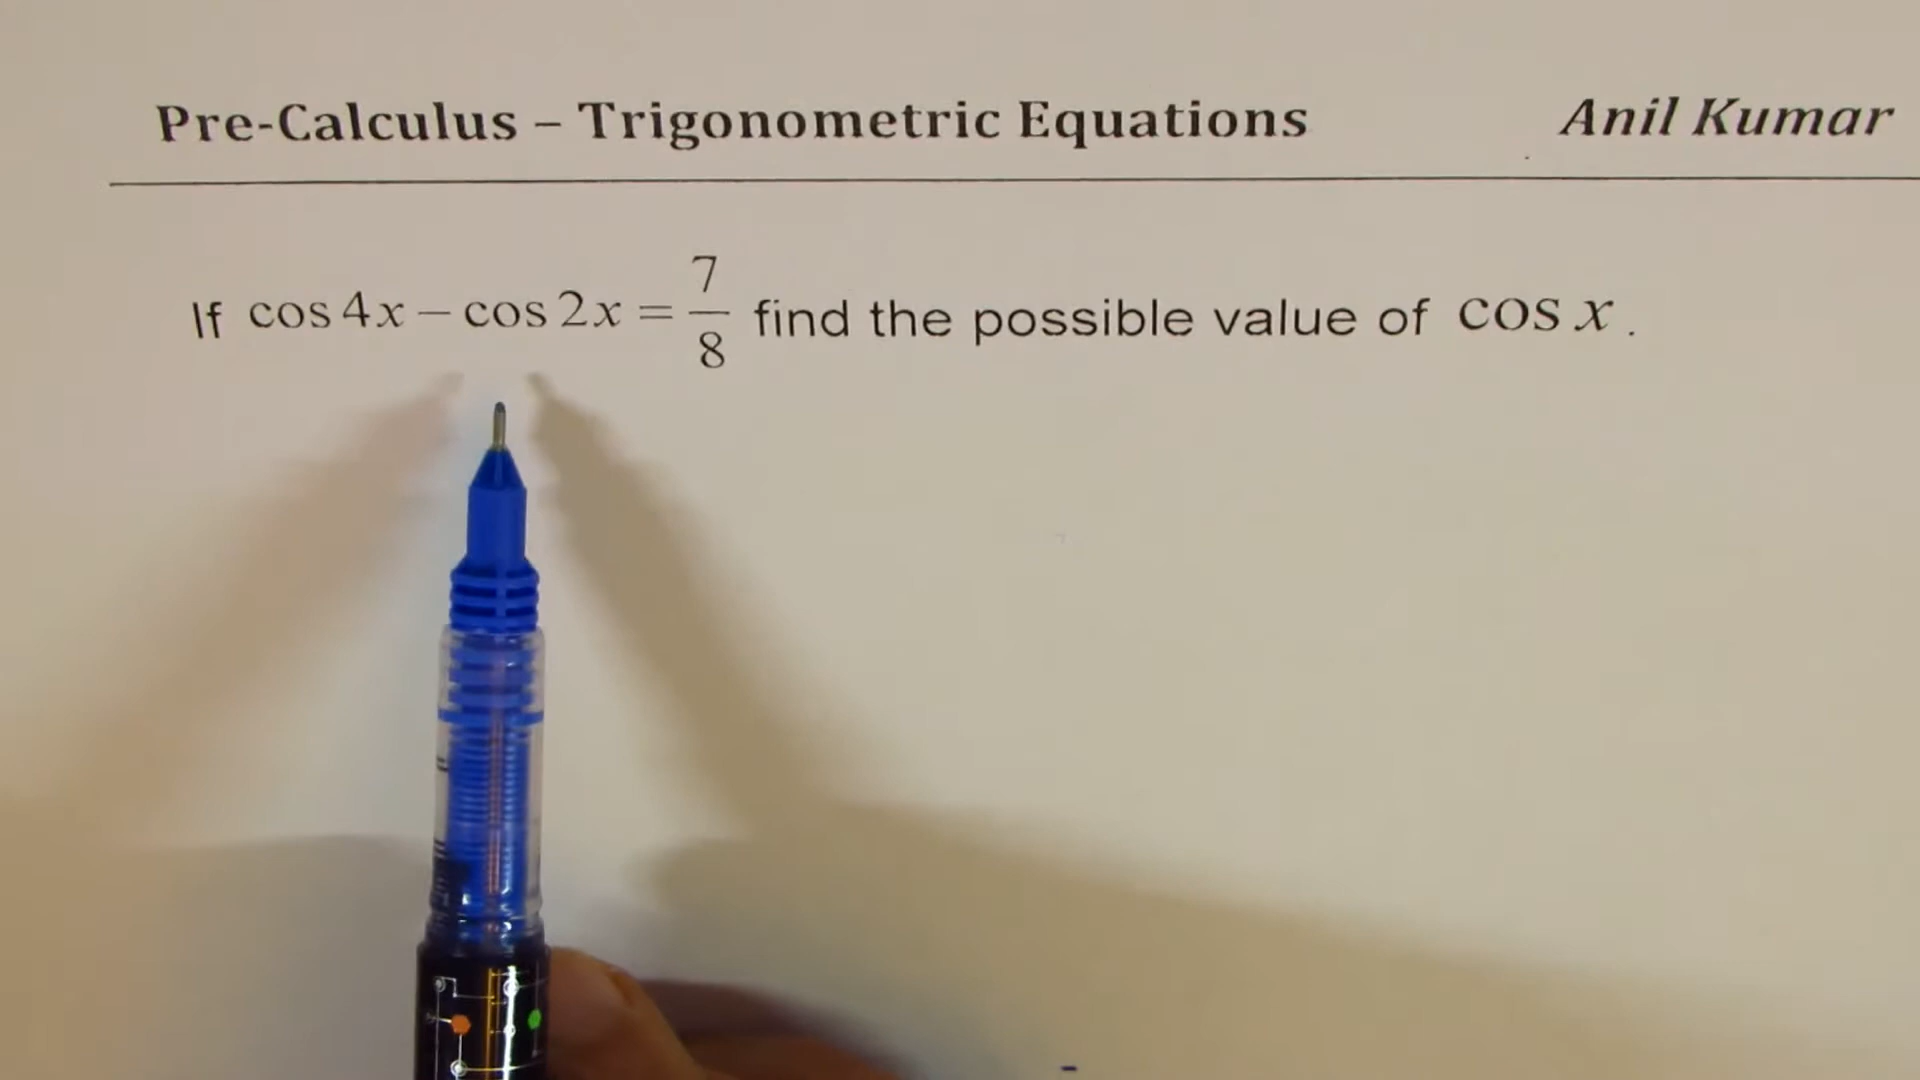 Pre-Calculus – Trigonometric Equations Anil Kumar
If cos 4x – cos 2x = 7/8 find the possible value of cos x .